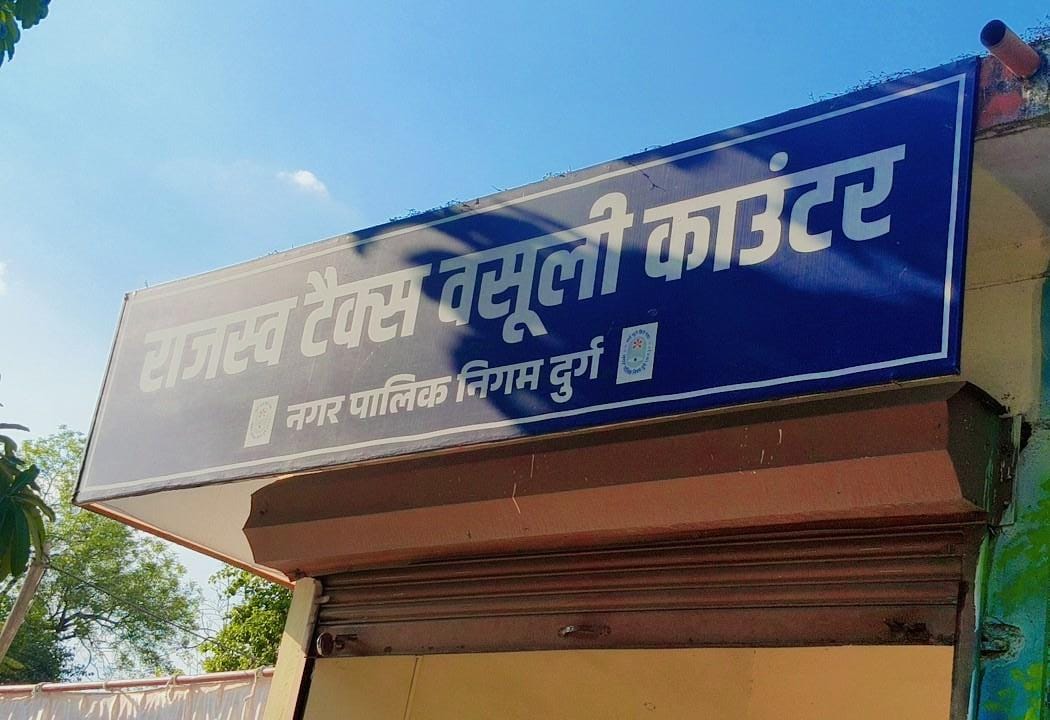 राजस्व टैक्स वसूली काउंटर
नगर पालिक निगम दुर्ग